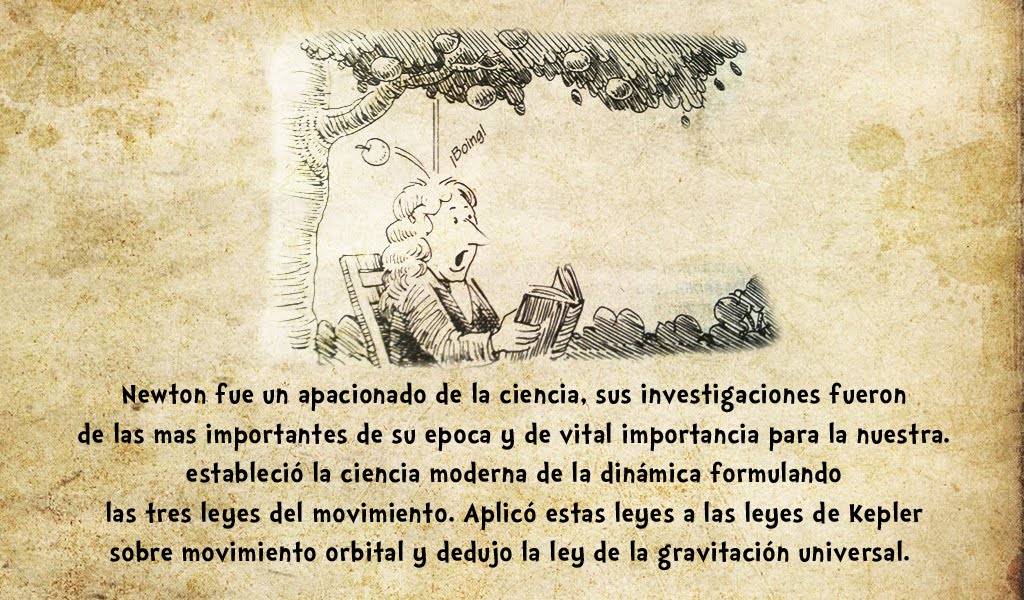 ¡Boing!
Newton fue un apacionado de la ciencia, sus investigaciones fueron
de las mas importantes de su epoca y de vital importancia para la nuestra.
estableció la ciencia moderna de la dinámica formulando
las tres leyes del movimiento. Aplicó estas leyes a las leyes de Kepler
sobre movimiento orbital y dedujo la ley de la gravitación universal.